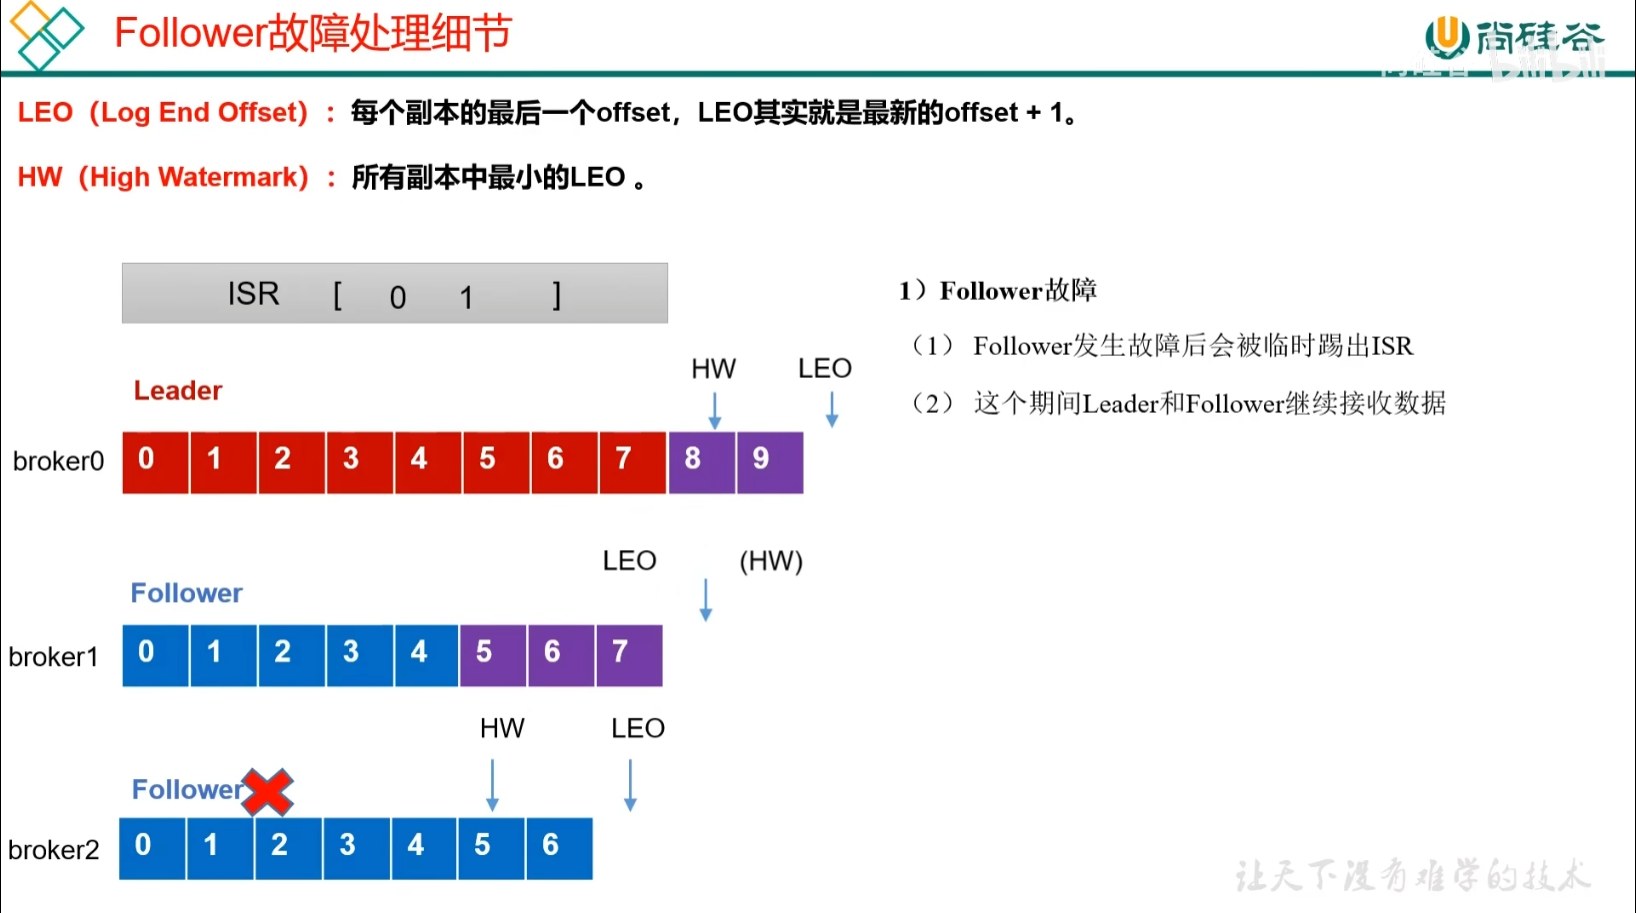 Follower故障处理细节
尚硅谷
LEO（Log End Offset）：每个副本的最后一个offset，LEO其实就是最新的offset + 1。
HW（High Watermark）：所有副本中最小的LEO 。
ISR [ 0 1 ]
1）Follower故障
（1） Follower发生故障后会被临时踢出ISR
（2） 这个期间Leader和Follower继续接收数据
HW LEO
Leader
broker0 0 1 2 3 4 5 6 7 8 9
LEO (HW)
Follower
broker1 0 1 2 3 4 5 6 7
HW LEO
Follower
broker2 0 1 2 3 4 5 6
让天下没有难学的技术